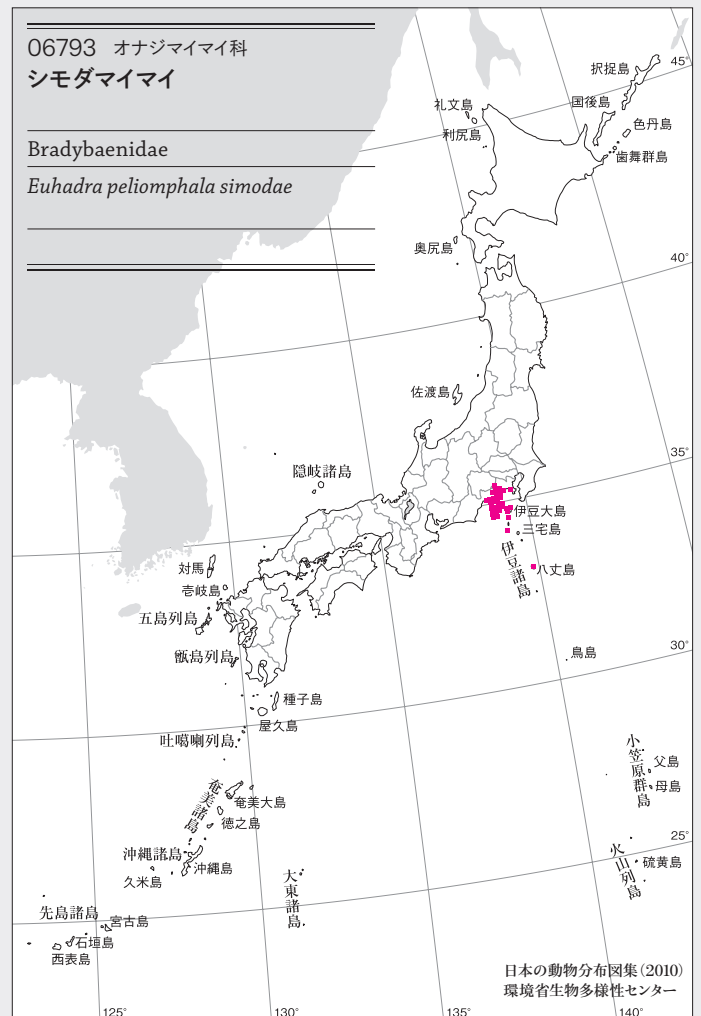 06793 オナジマイマイ科
シモダマイマイ
Bradybaenidae
Euhadra peliomphala simodae
択捉島
45°
国後島
礼文島
色丹島
利尻島
歯舞群島
奥尻島
40°
佐渡島
35°
隠岐諸島
伊豆大島
三宅島
伊豆諸島
八丈島
対馬
壱岐島
五島列島
甑島列島
鳥島
30°
種子島
屋久島
吐噶喇列島
小笠原群島
父島
母島
奄美諸島
奄美大島
徳之島
25°
沖縄諸島
沖縄島
久米島
火山列島
硫黄島
大東諸島
先島諸島
宮古島
石垣島
西表島
日本の動物分布図集(2010)
環境省生物多様性センター
125°
130°
135°
140°